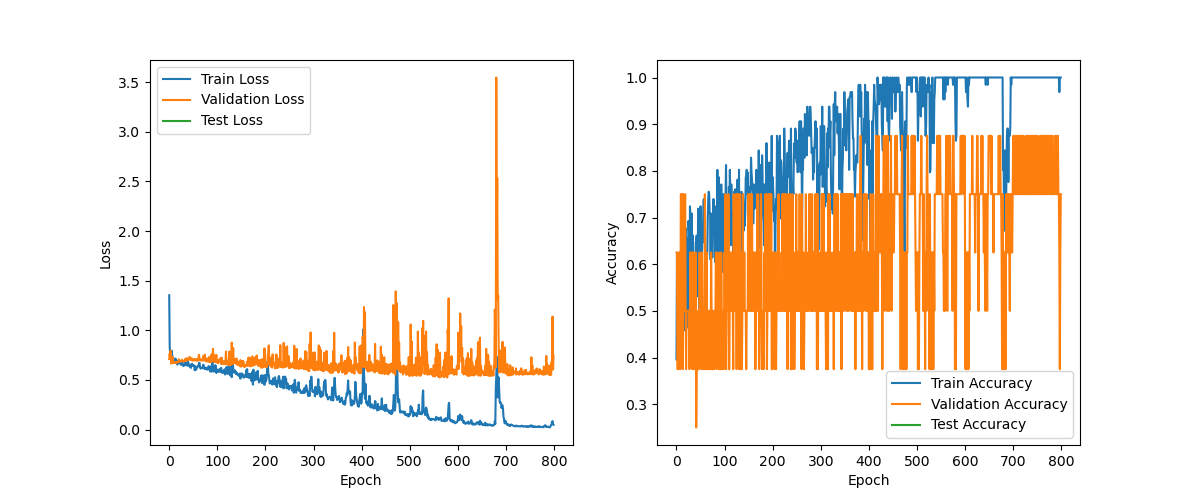 Train Loss
Validation Loss
Test Loss
3.5
3.0
2.5
2.0
1.5
1.0
0.5
0.0
Loss
0 100 200 300 400 500 600 700 800
Epoch
1.0
0.9
0.8
0.7
0.6
0.5
0.4
0.3
Accuracy
Train Accuracy
Validation Accuracy
Test Accuracy
0 100 200 300 400 500 600 700 800
Epoch